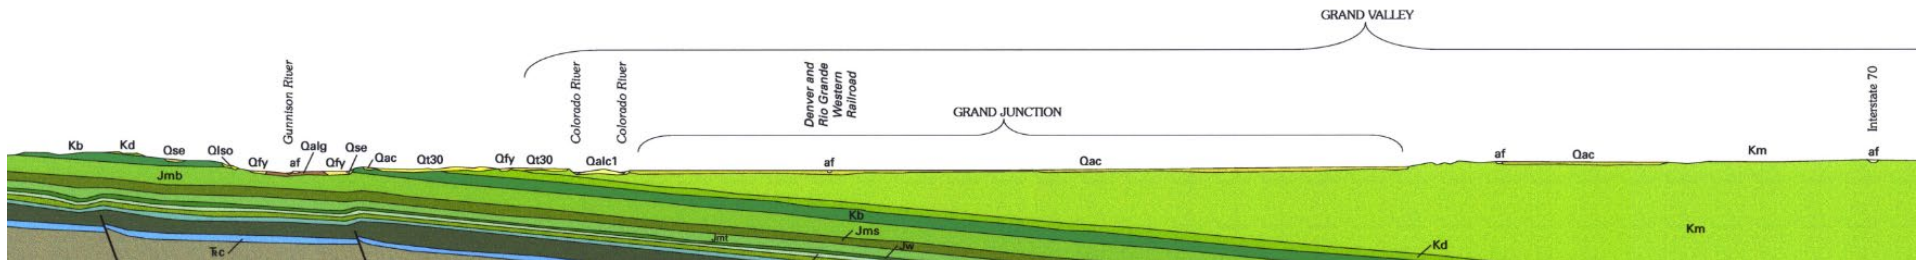 GRAND VALLEY
Gunnison River
Colorado River
Colorado River
Denver and
Rio Grande
Western
Railroad
GRAND JUNCTION
Interstate 70
Kb Kd Qse Qlso Qfy af Qalg Qfy Qse Qac Qt30 Qfy Qt30 Qalc1 af Qac af Qac Km af
Jmb
Kb
Jms
Km
Jmt
Jw
Kd
T̅c